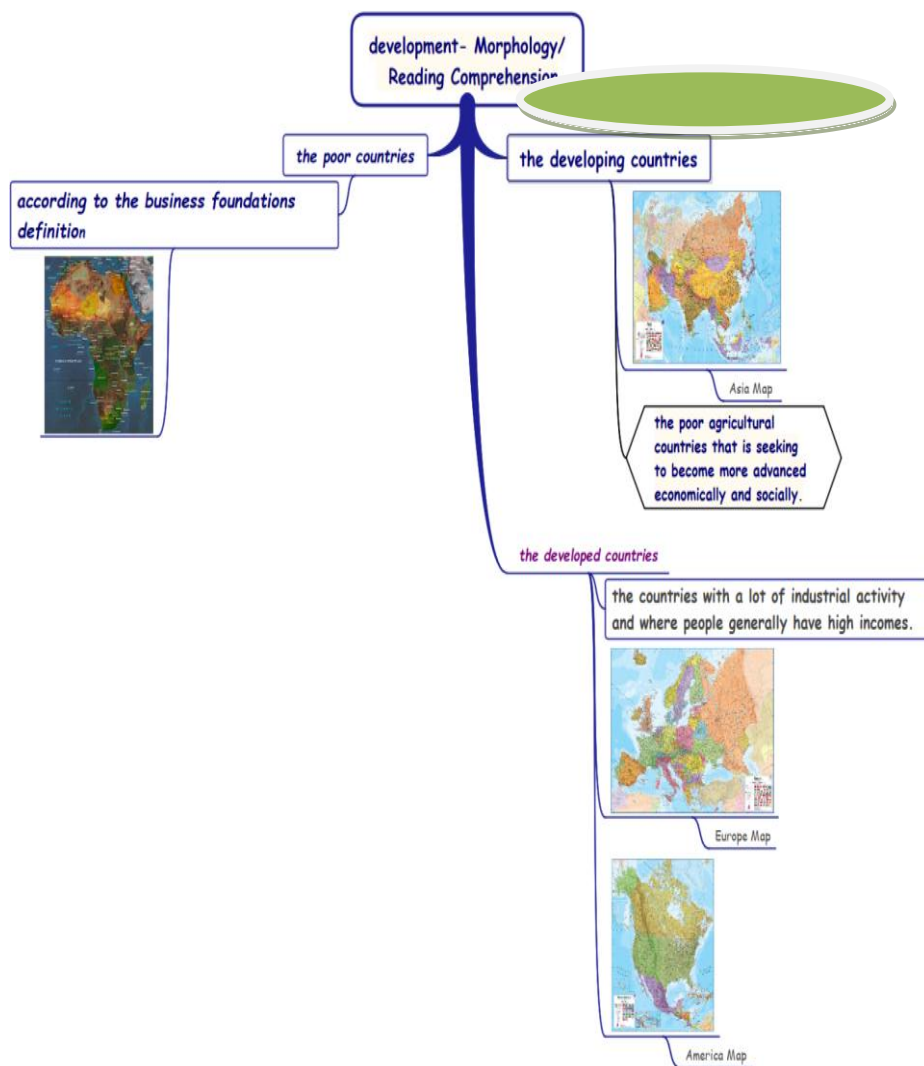 development- Morphology/
Reading Comprehension
the poor countries
according to the business foundations
definition
the developing countries
Asia Map
the poor agricultural
countries that is seeking
to become more advanced
economically and socially.
the developed countries
the countries with a lot of industrial activity
and where people generally have high incomes.
Europe Map
America Map